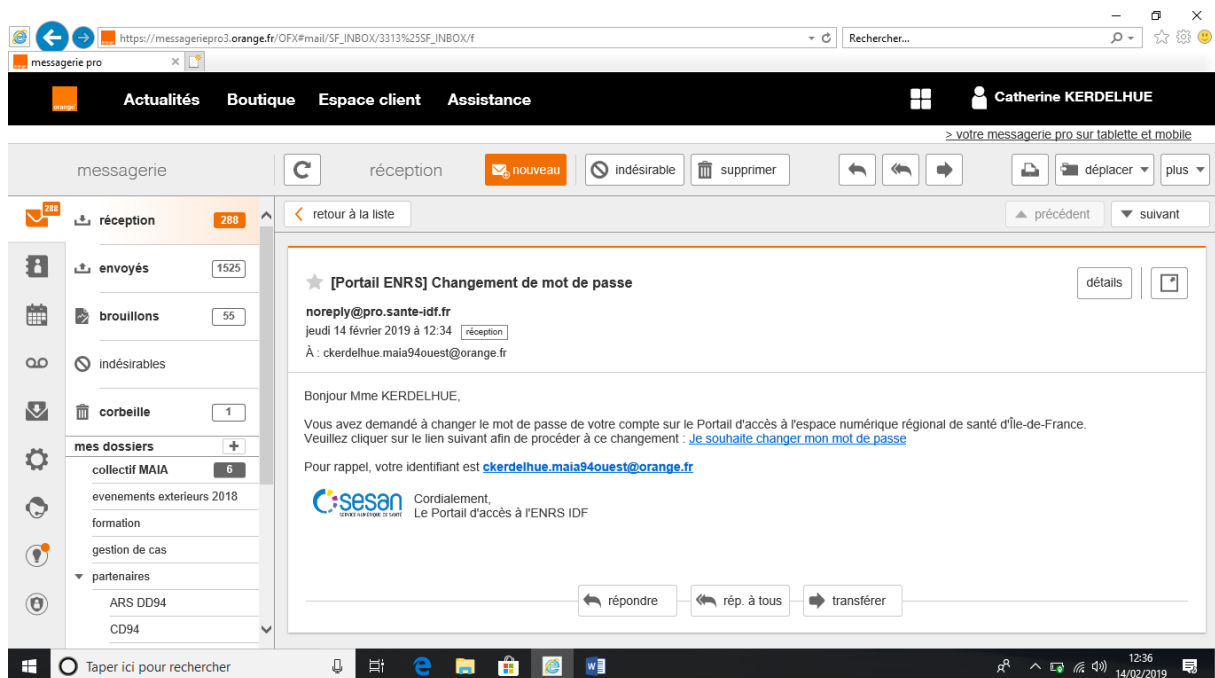 https://messageriepro3.orange.fr/OFX#mail/SF_INBOX/3313%25SF_INBOX/f
Rechercher...
messagerie pro
orange
Actualités Boutique Espace client Assistance
Catherine KERDELHUE
> votre messagerie pro sur tablette et mobile
messagerie
réception
nouveau
indésirable
supprimer
déplacer
plus
288
réception 288
retour à la liste
précédent
suivant
envoyés 1525
brouillons 55
indésirables
corbeille 1
mes dossiers +
collectif MAIA 6
evenements exterieurs 2018
formation
gestion de cas
partenaires
ARS DD94
CD94
[Portail ENRS] Changement de mot de passe
détails
noreply@pro.sante-idf.fr
jeudi 14 février 2019 à 12:34 réception
À : ckerdelhue.maia94ouest@orange.fr
Bonjour Mme KERDELHUE,
Vous avez demandé à changer le mot de passe de votre compte sur le Portail d'accès à l'espace numérique régional de santé d'Île-de-France.
Veuillez cliquer sur le lien suivant afin de procéder à ce changement : Je souhaite changer mon mot de passe
Pour rappel, votre identifiant est ckerdelhue.maia94ouest@orange.fr
sesan
SERVICE NUMÉRIQUE DE SANTÉ
Cordialement,
Le Portail d'accès à l'ENRS IDF
répondre
rép. à tous
transférer
Taper ici pour rechercher
12:36
14/02/2019